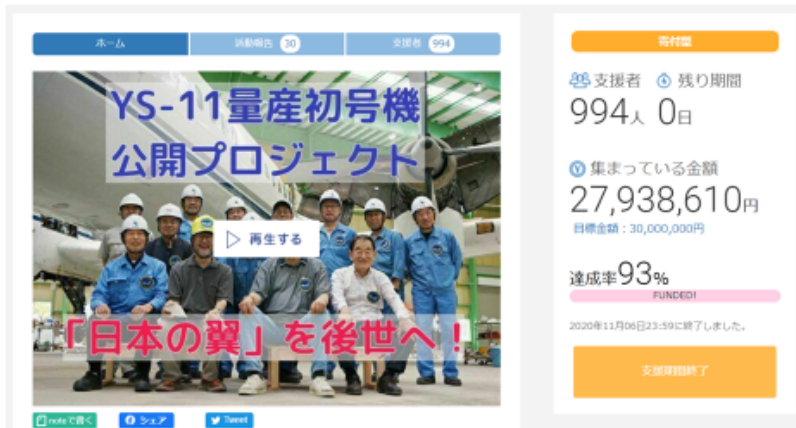 ホーム
活動報告 30
支援者 994
YS-11量産初号機
公開プロジェクト
再生する
「日本の翼」を後世へ！
noteで書く
シェア
Tweet
寄付型
支援者 残り期間
994人 0日
集まっている金額
27,938,610円
目標金額：30,000,000円
達成率93%
FUNDED!
2020年11月06日23:59に終了しました。
支援期間終了